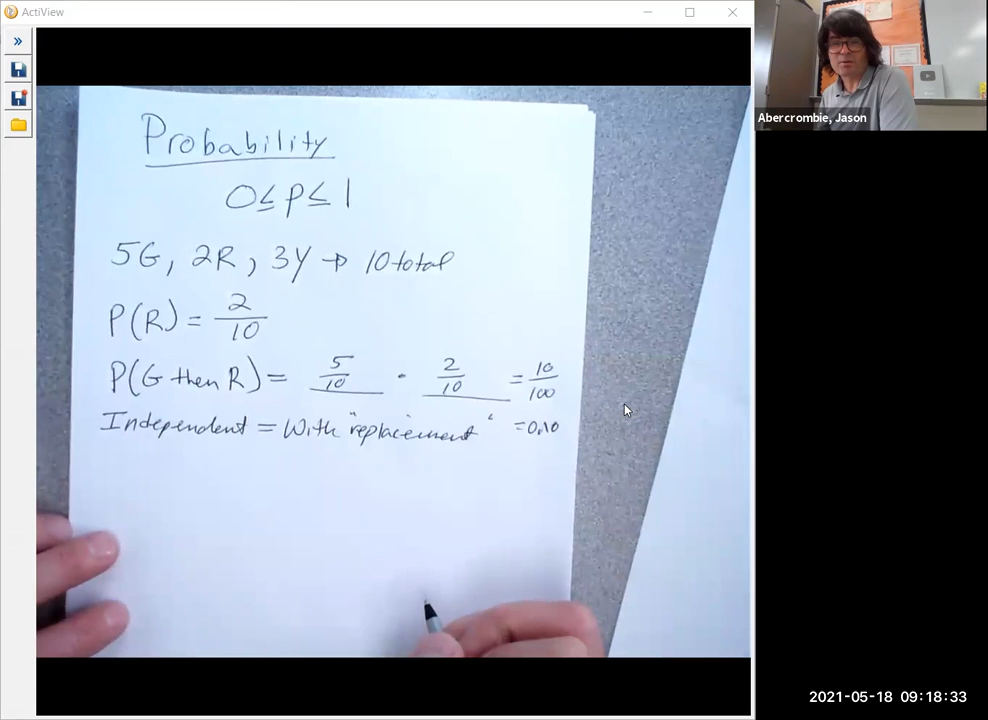 ActiView
Abercrombie, Jason
Probability
0 ≤ P ≤ 1
5G, 2R, 3Y → 10 total
P(R) = 2/10
P(G then R) = 5/10 · 2/10 = 10/100
Independent = With "replacement" = 0.10
2021-05-18 09:18:33